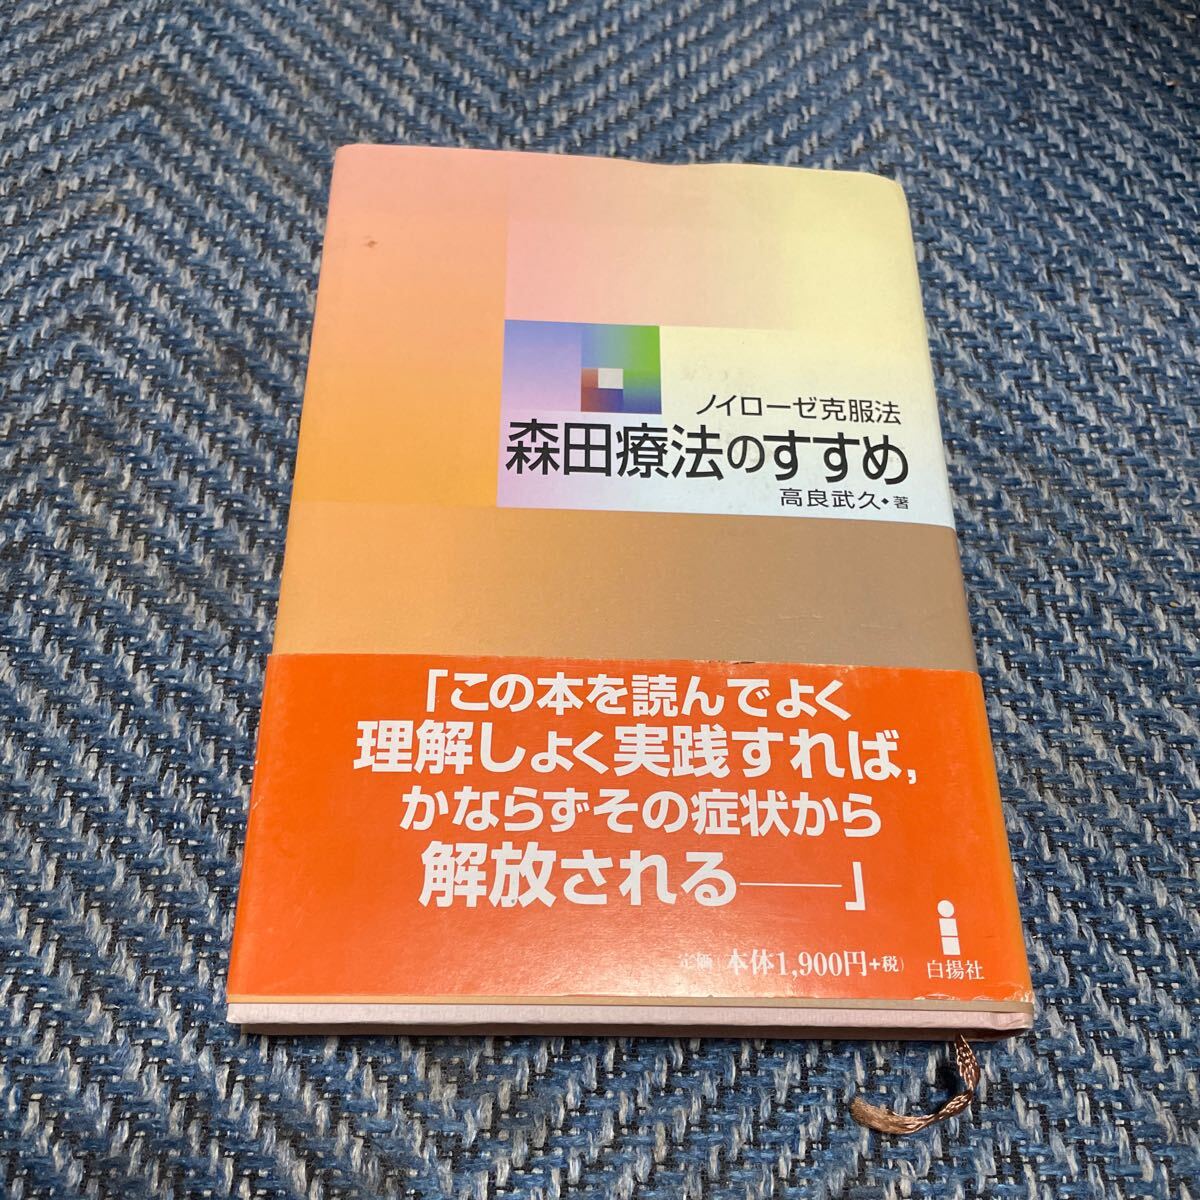 ノイローゼ克服法
森田療法のすすめ
高良武久◆著
「この本を読んでよく
理解しよく実践すれば,
かならずその症状から
解放される――」
定価(本体1,900円+税)
白揚社